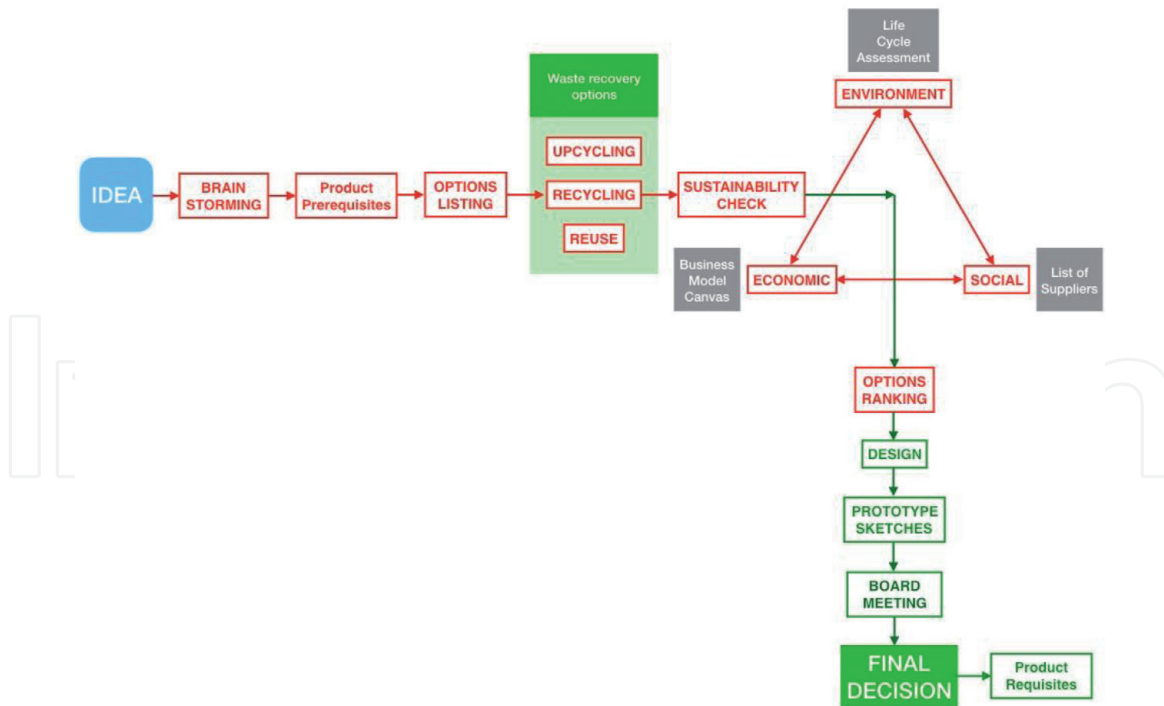 Life
Cycle
Assessment
ENVIRONMENT
Waste recovery
options
UPCYCLING
RECYCLING
REUSE
IDEA
BRAIN
STORMING
Product
Prerequisites
OPTIONS
LISTING
SUSTAINABILITY
CHECK
Business
Model
Canvas
ECONOMIC
SOCIAL
List of
Suppliers
OPTIONS
RANKING
DESIGN
PROTOTYPE
SKETCHES
BOARD
MEETING
FINAL
DECISION
Product
Requisites